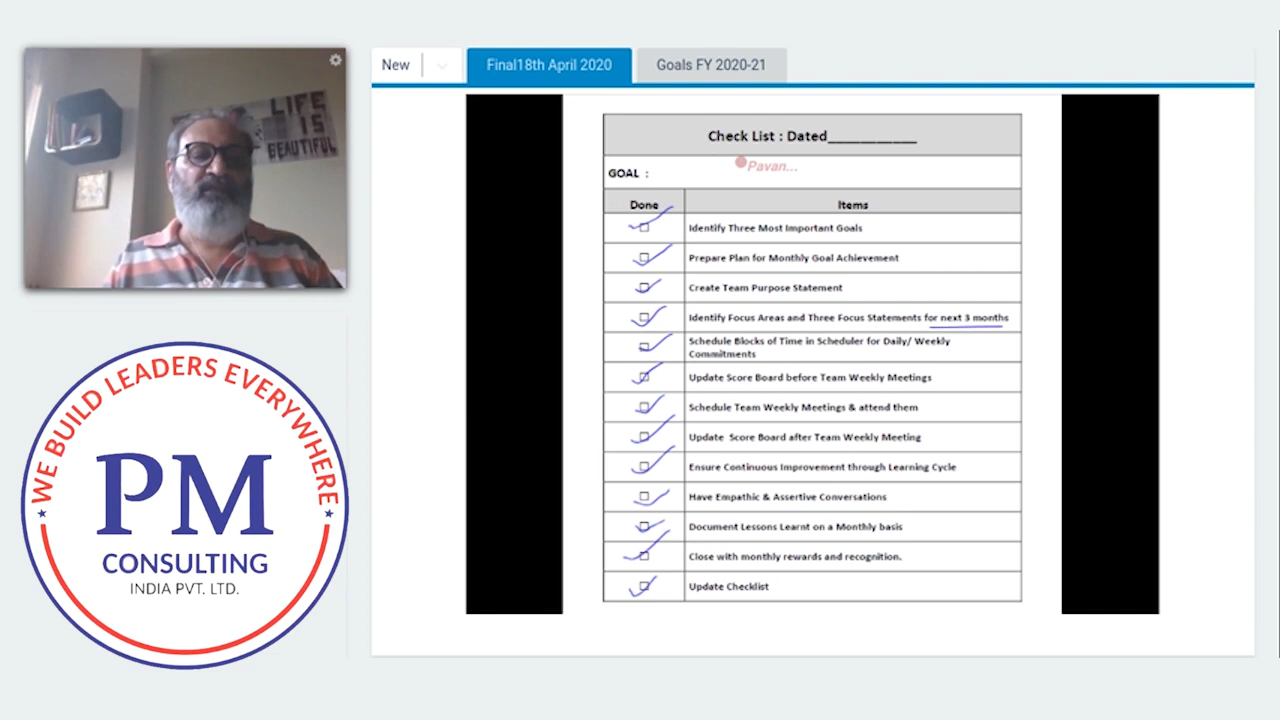 LIFE
IS
BEAUTIFUL
WE BUILD LEADERS EVERYWHERE
PM
CONSULTING
INDIA PVT. LTD.
New
Final18th April 2020
Goals FY 2020-21
Check List : Dated____________
Pavan...
GOAL :
Done Items
Identify Three Most Important Goals
Prepare Plan for Monthly Goal Achievement
Create Team Purpose Statement
Identify Focus Areas and Three Focus Statements for next 3 months
Schedule Blocks of Time in Scheduler for Daily/ Weekly
Commitments
Update Score Board before Team Weekly Meetings
Schedule Team Weekly Meetings & attend them
Update Score Board after Team Weekly Meeting
Ensure Continuous Improvement through Learning Cycle
Have Empathic & Assertive Conversations
Document Lessons Learnt on a Monthly basis
Close with monthly rewards and recognition.
Update Checklist